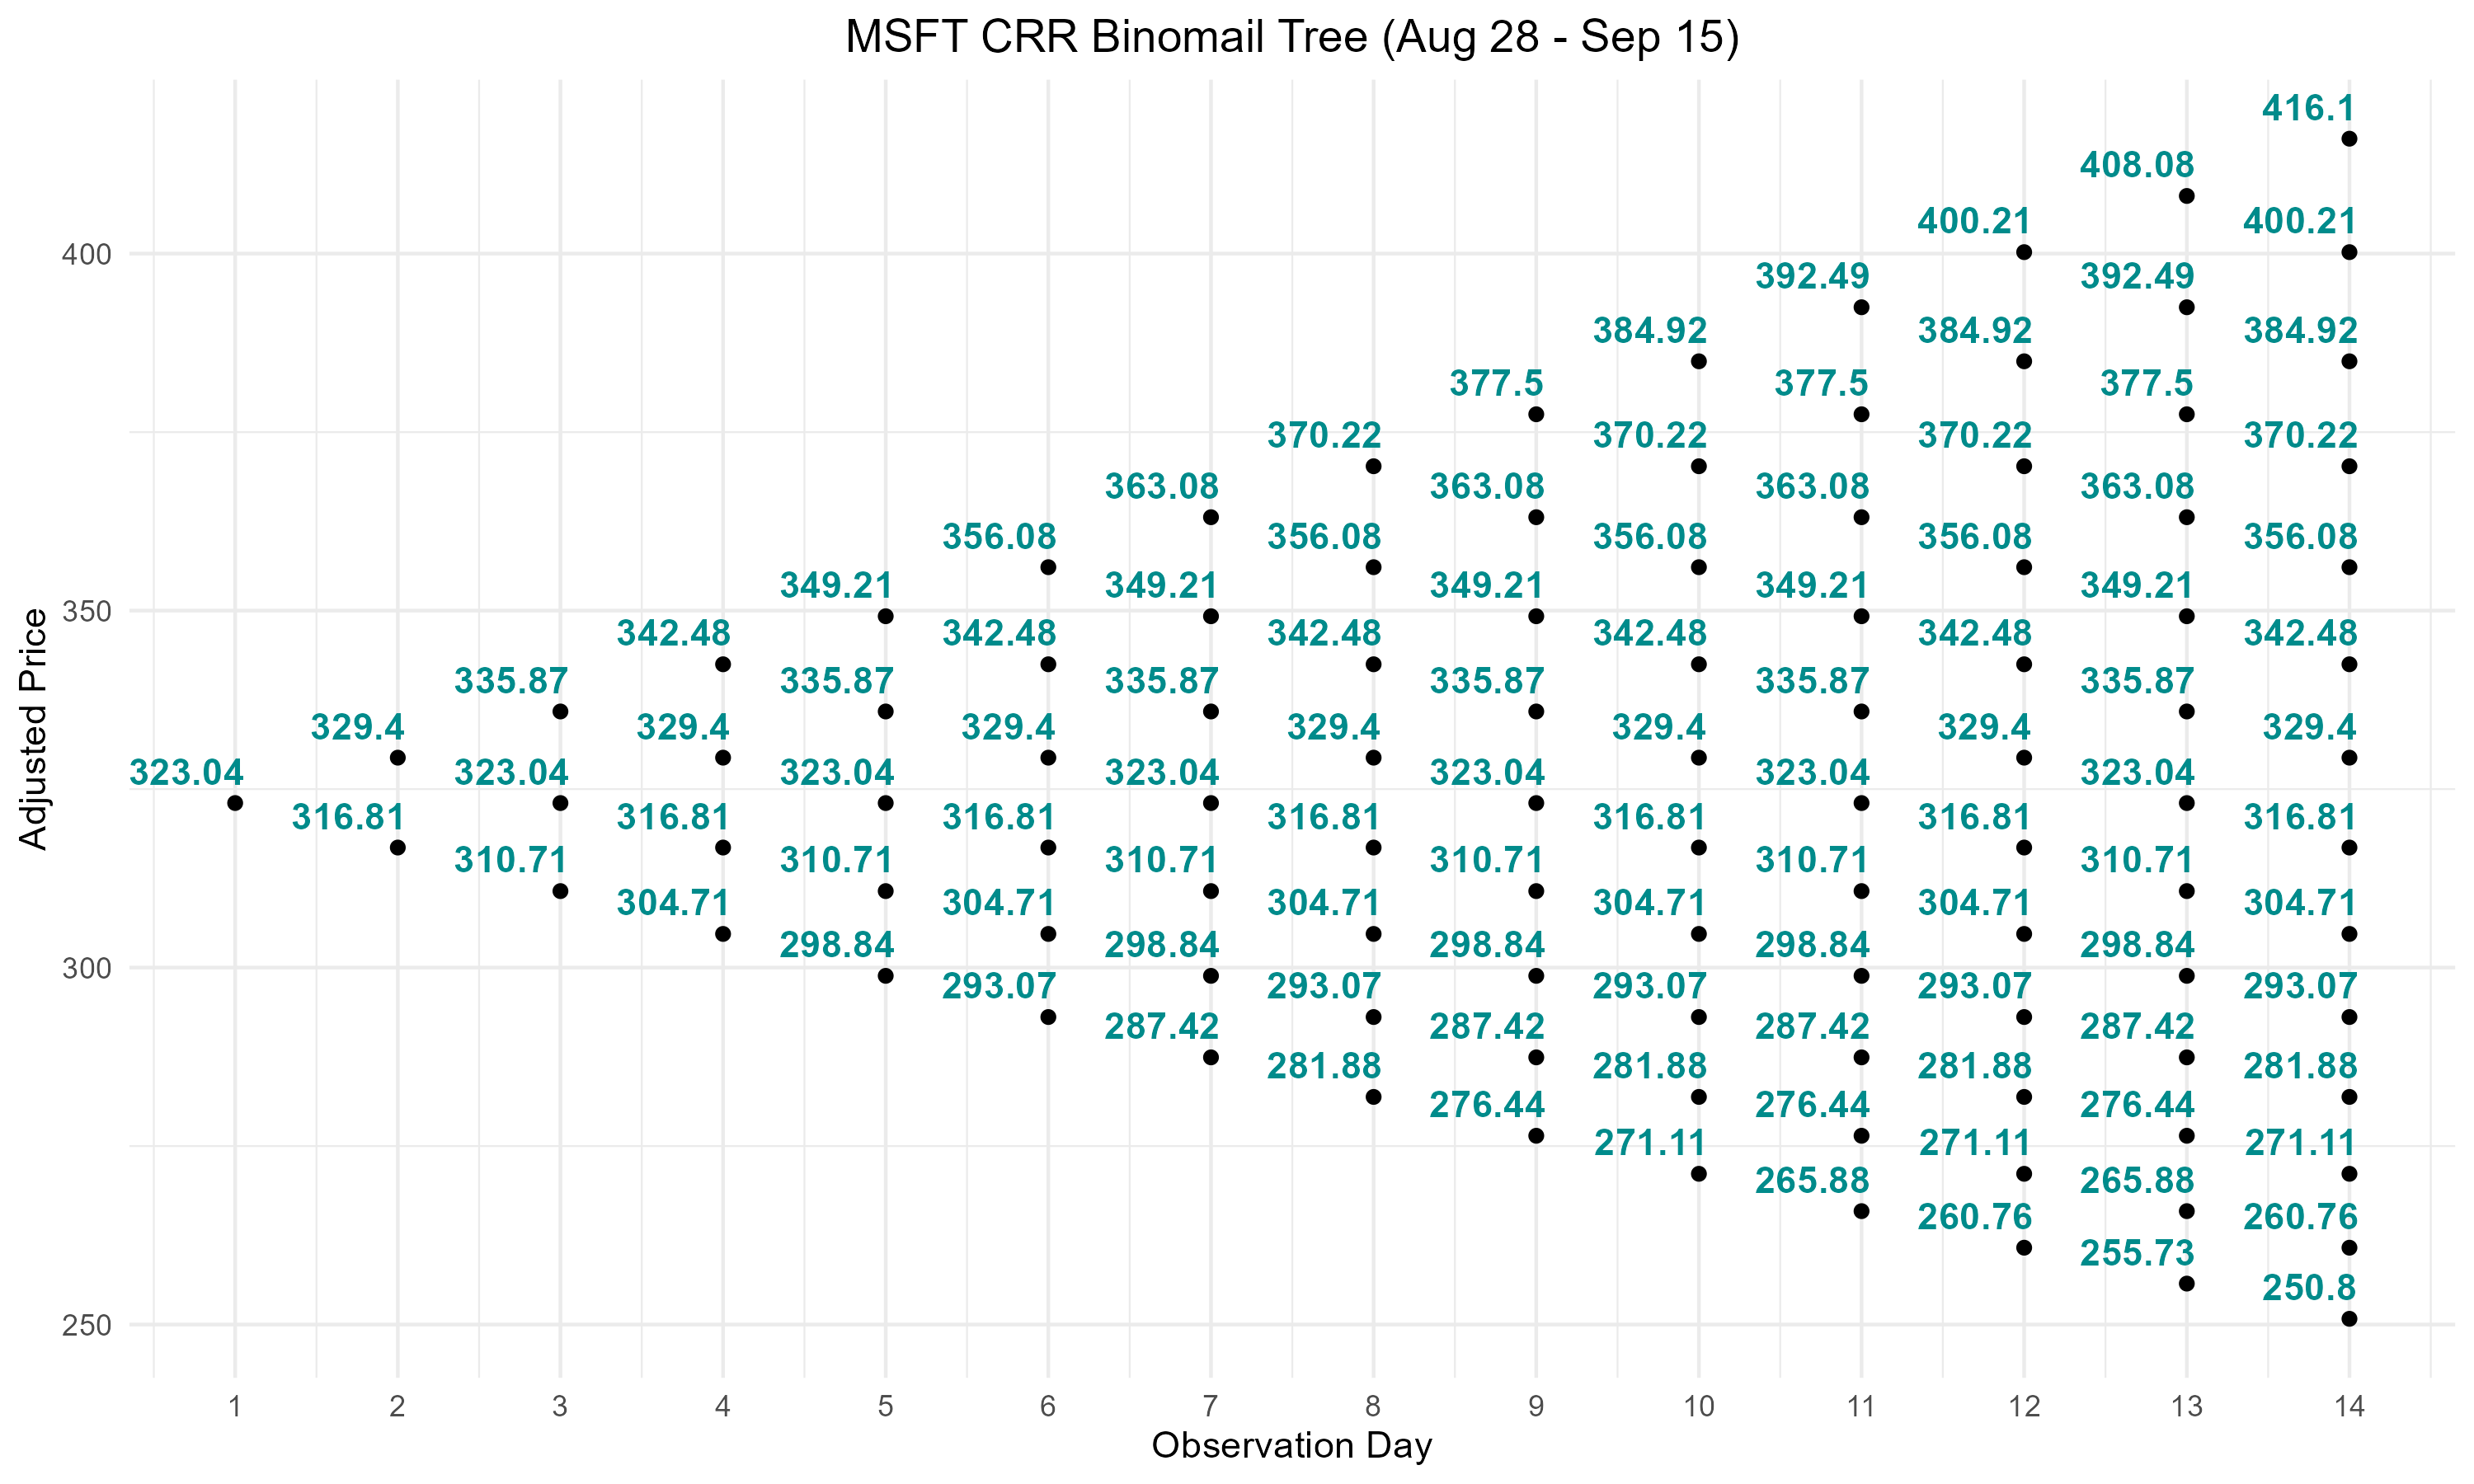 MSFT CRR Binomail Tree (Aug 28 - Sep 15)
416.1
408.08
400.21 400.21
400
392.49 392.49
384.92 384.92 384.92
377.5 377.5 377.5
370.22 370.22 370.22 370.22
363.08 363.08 363.08 363.08
356.08 356.08 356.08 356.08 356.08
349.21 349.21 349.21 349.21 349.21
350
342.48 342.48 342.48 342.48 342.48 342.48
335.87 335.87 335.87 335.87 335.87 335.87
329.4 329.4 329.4 329.4 329.4 329.4 329.4
323.04 323.04 323.04 323.04 323.04 323.04 323.04
316.81 316.81 316.81 316.81 316.81 316.81 316.81
310.71 310.71 310.71 310.71 310.71 310.71
304.71 304.71 304.71 304.71 304.71 304.71
298.84 298.84 298.84 298.84 298.84
300
293.07 293.07 293.07 293.07 293.07
287.42 287.42 287.42 287.42
281.88 281.88 281.88 281.88
276.44 276.44 276.44
271.11 271.11 271.11
265.88 265.88
260.76 260.76
255.73
250.8
250
Adjusted Price
1 2 3 4 5 6 7 8 9 10 11 12 13 14
Observation Day